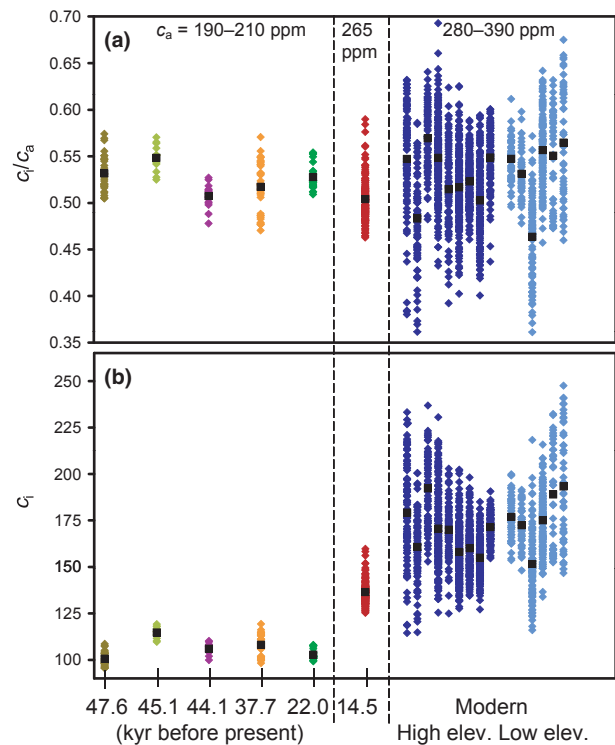 0.70
(a)
cₐ = 190–210 ppm
265
ppm
280–390 ppm
0.65
0.60
0.55
0.50
0.45
0.40
0.35
cᵢ/cₐ
(b)
250
225
200
175
150
125
100
cᵢ
47.6 45.1 44.1 37.7 22.0 14.5 Modern
(kyr before present) High elev. Low elev.